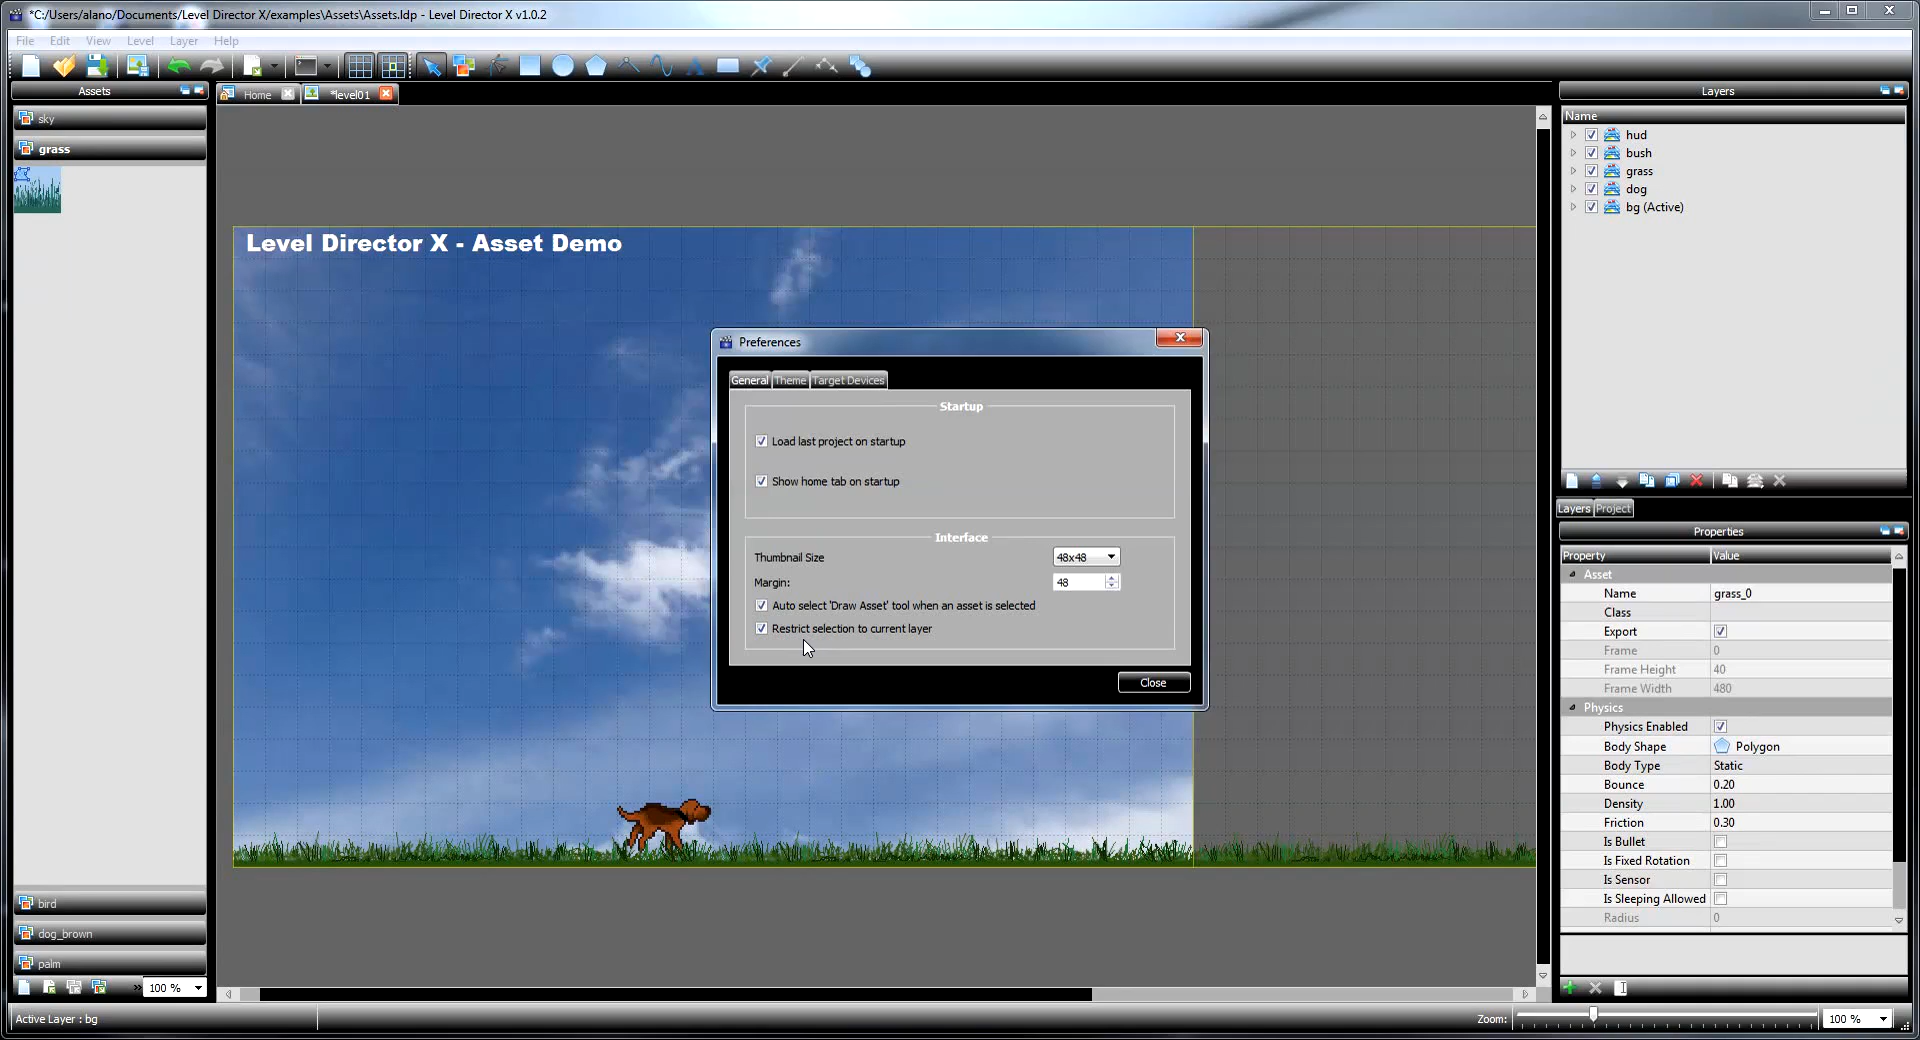 *C:/Users/alano/Documents/Level Director X/examples\Assets\Assets.ldp - Level Director X v1.0.2
File Edit View Level Layer Help
Assets
sky
grass
bird
dog_brown
palm
» 100 %
Active Layer : bg
Home *level01
Level Director X - Asset Demo
Preferences
General Theme Target Devices
Startup
Load last project on startup
Show home tab on startup
Interface
Thumbnail Size 48x48
Margin: 48
Auto select 'Draw Asset' tool when an asset is selected
Restrict selection to current layer
Close
Layers
Name
hud
bush
grass
dog
bg (Active)
Layers Project
Properties
Property Value
Asset
Name grass_0
Class
Export
Frame 0
Frame Height 40
Frame Width 480
Physics
Physics Enabled
Body Shape Polygon
Body Type Static
Bounce 0.20
Density 1.00
Friction 0.30
Is Bullet
Is Fixed Rotation
Is Sensor
Is Sleeping Allowed
Radius 0
Zoom: 100 %